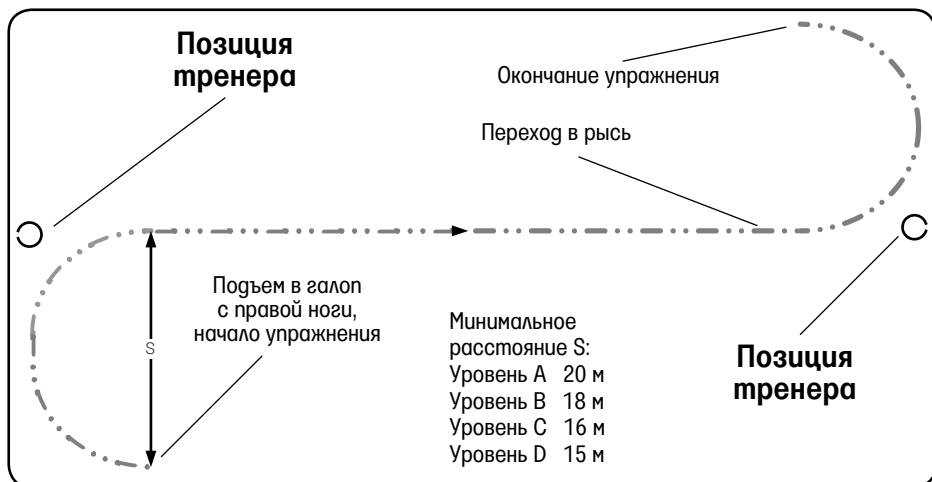 Позиция
тренера
Окончание упражнения
Переход в рысь
S
Подъем в галоп
с правой ноги,
начало упражнения
Минимальное
расстояние S:
Уровень A 20 м
Уровень B 18 м
Уровень C 16 м
Уровень D 15 м
Позиция
тренера